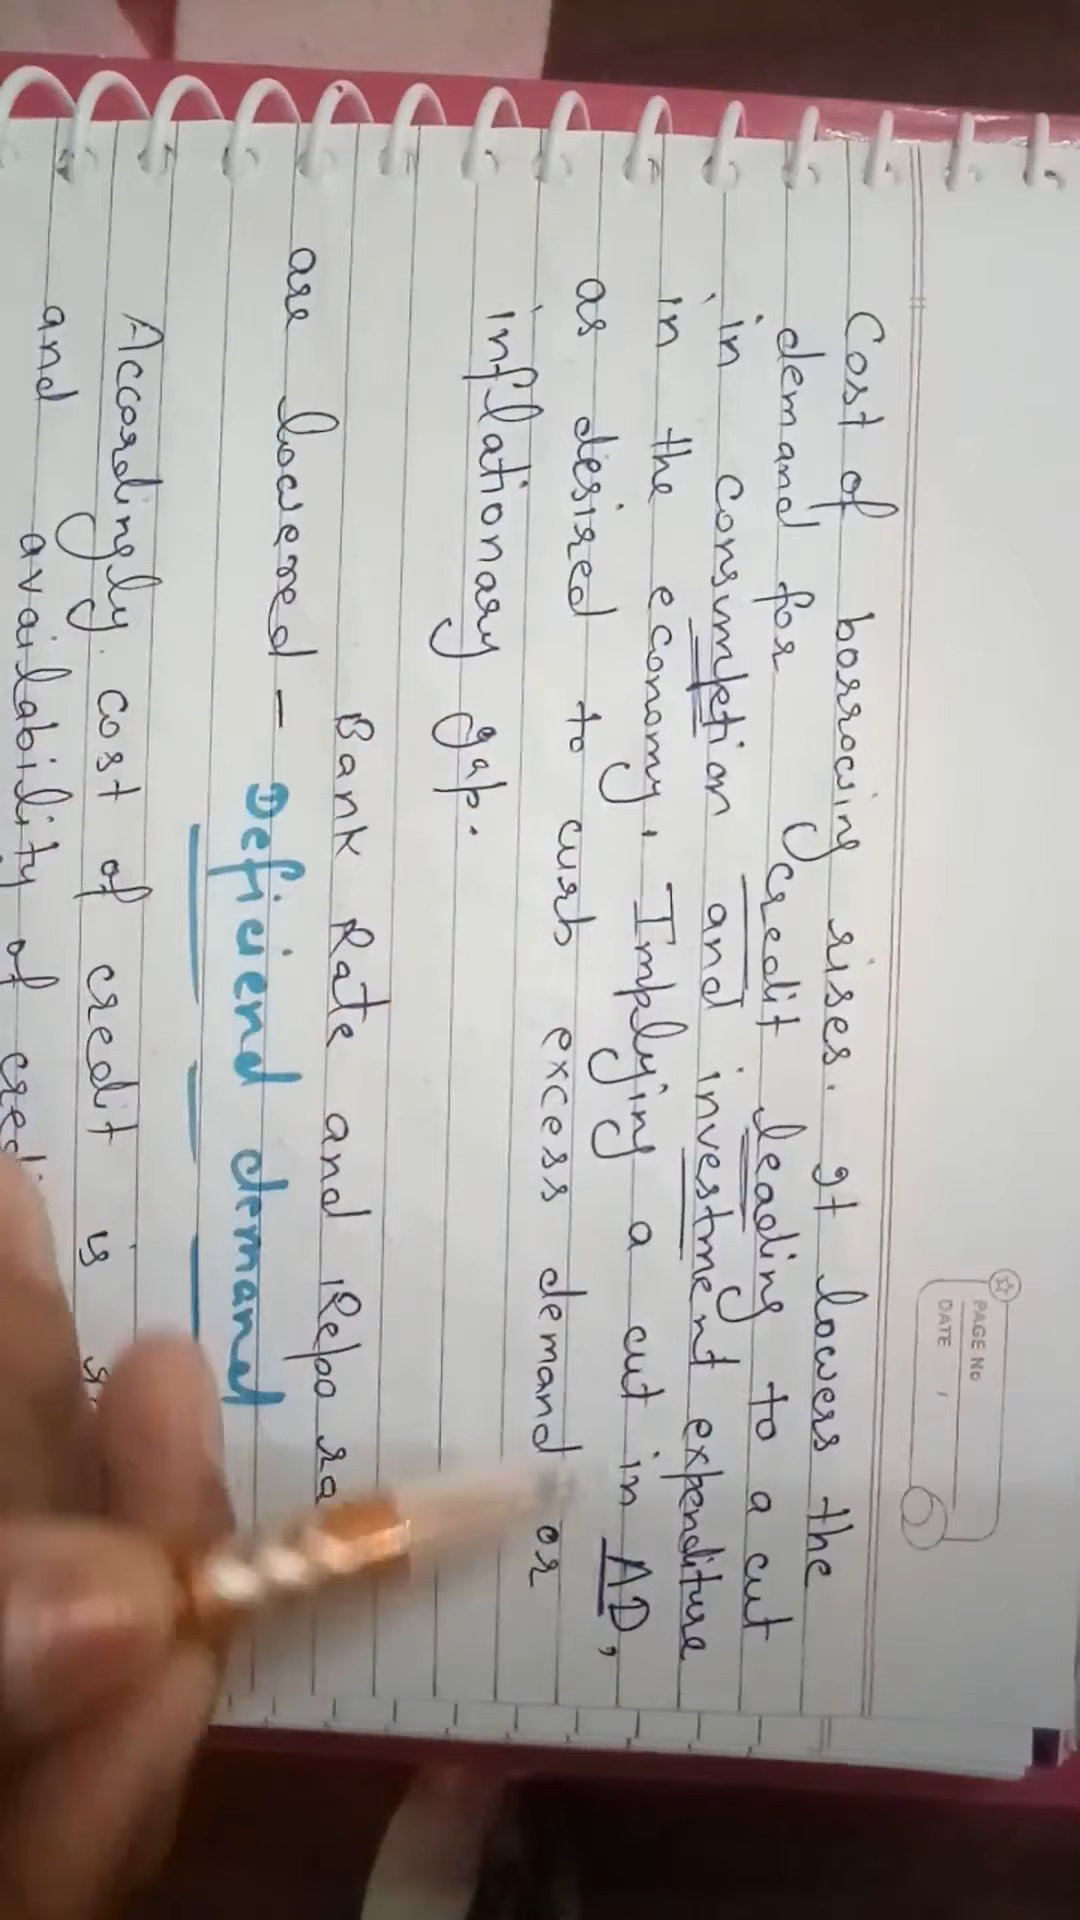 PAGE No
DATE
Cost of borrowing rises. It lowers the
demand for credit leading to a cut
in consumption and investment expenditure
in the economy, Implying a cut in AD,
as desired to curb excess demand or
inflationary gap.
Bank Rate and Repo ra
are lowered - Deficiend demand
Accordingly. cost of credit is
and availability of